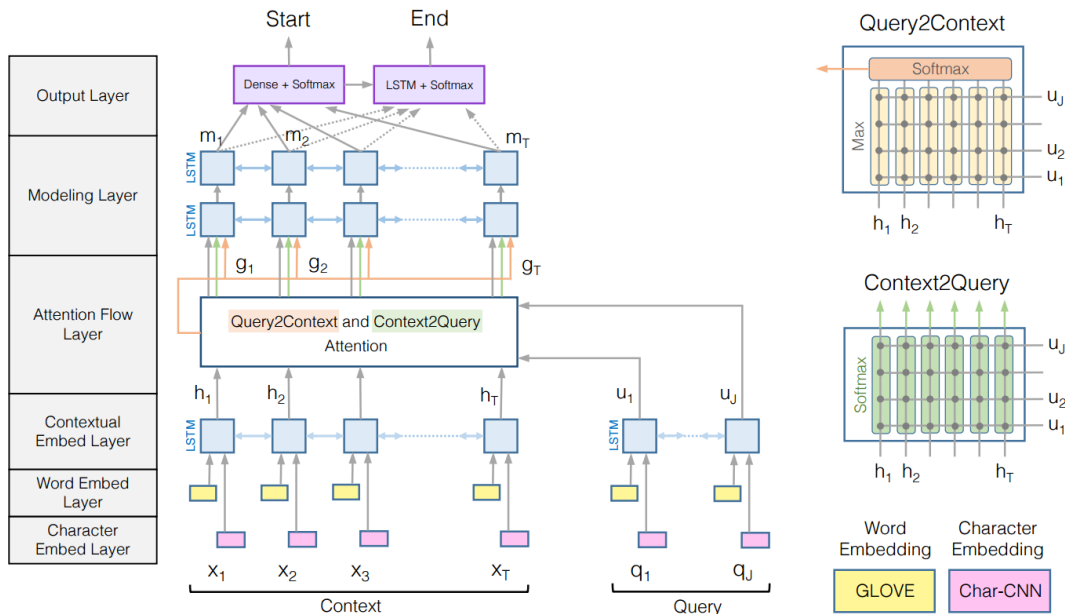 Start
End
Output Layer
Dense + Softmax
LSTM + Softmax
m1
m2
mT
LSTM
Modeling Layer
LSTM
g1
g2
gT
Attention Flow
Layer
Query2Context and Context2Query
Attention
h1
h2
hT
u1
uJ
Contextual
Embed Layer
LSTM
LSTM
Word Embed
Layer
Character
Embed Layer
x1
x2
x3
xT
q1
qJ
Context
Query
Query2Context
Softmax
Max
uJ
u2
u1
h1
h2
hT
Context2Query
Softmax
uJ
u2
u1
h1
h2
hT
Word
Embedding
GLOVE
Character
Embedding
Char-CNN